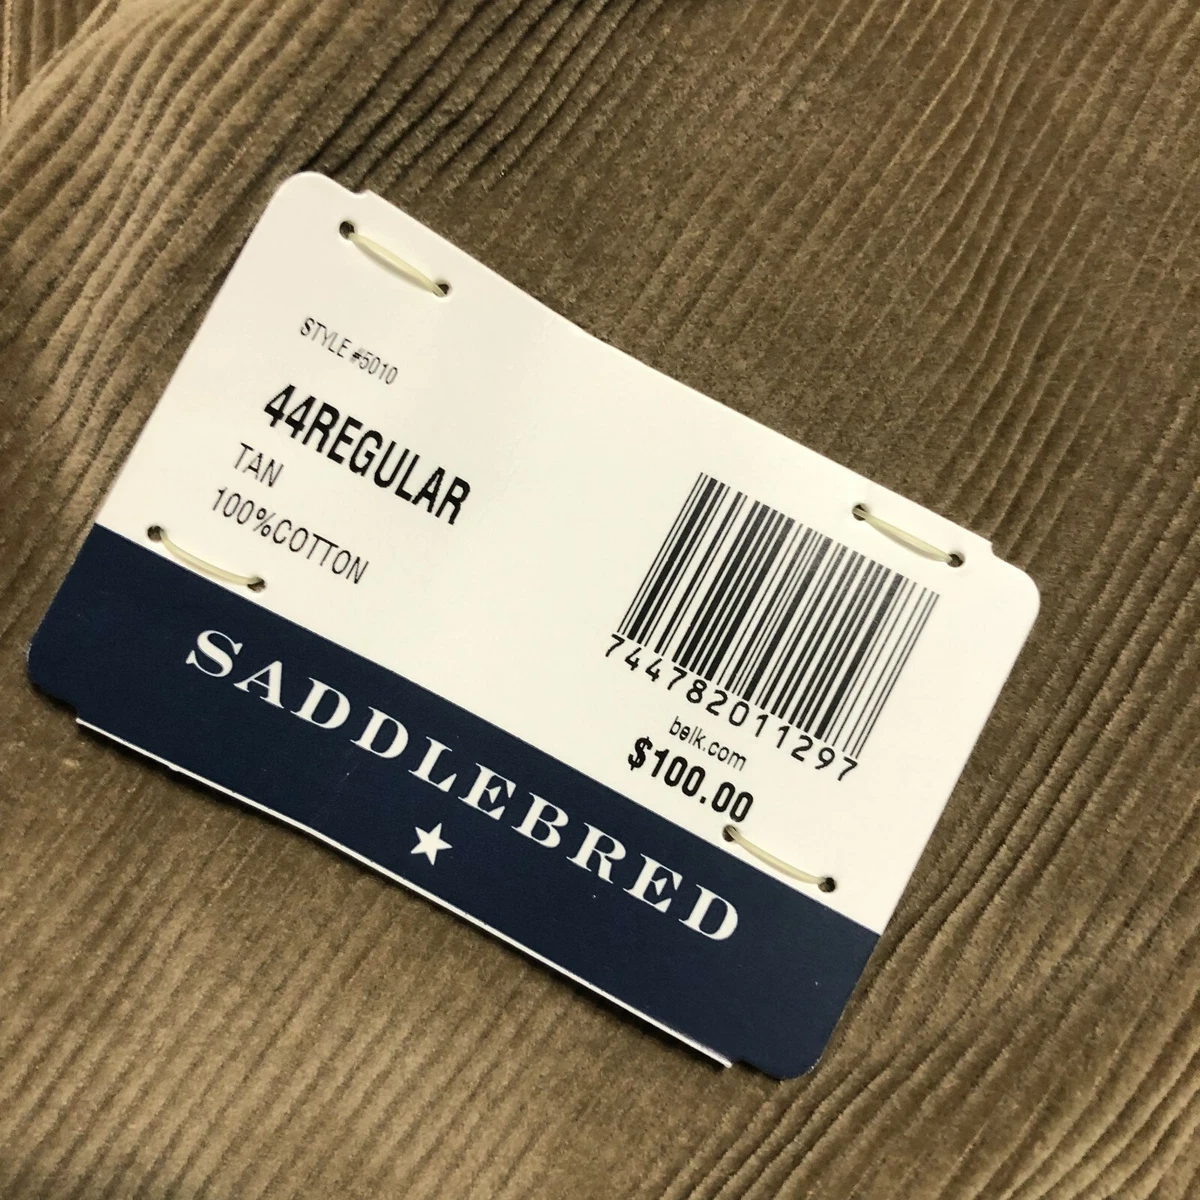 STYLE #5010
44REGULAR
TAN
100%COTTON
744782011297
belk.com
$100.00
SADDLEBRED